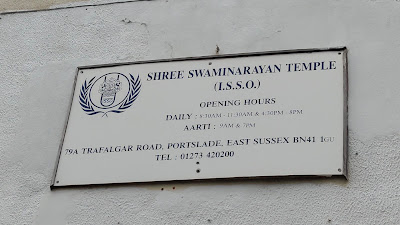 SHREE SWAMINARAYAN TEMPLE
(I.S.S.O.)
OPENING HOURS
DAILY : 8:30AM - 11:30AM & 4:30PM - 8PM
AARTI : 9AM & 7PM
79A TRAFALGAR ROAD, PORTSLADE, EAST SUSSEX BN41 1GU
TEL : 01273 420200